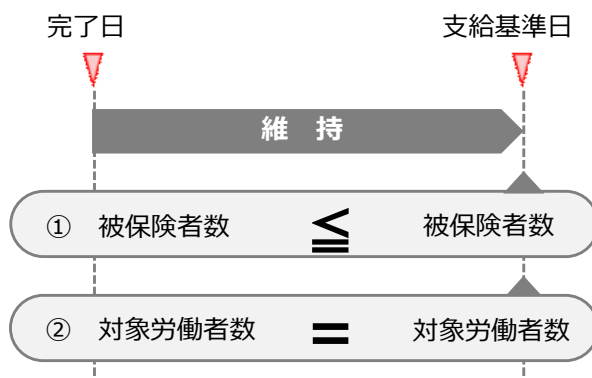 完了日 支給基準日
維 持
① 被保険者数 ≦ 被保険者数
② 対象労働者数 = 対象労働者数